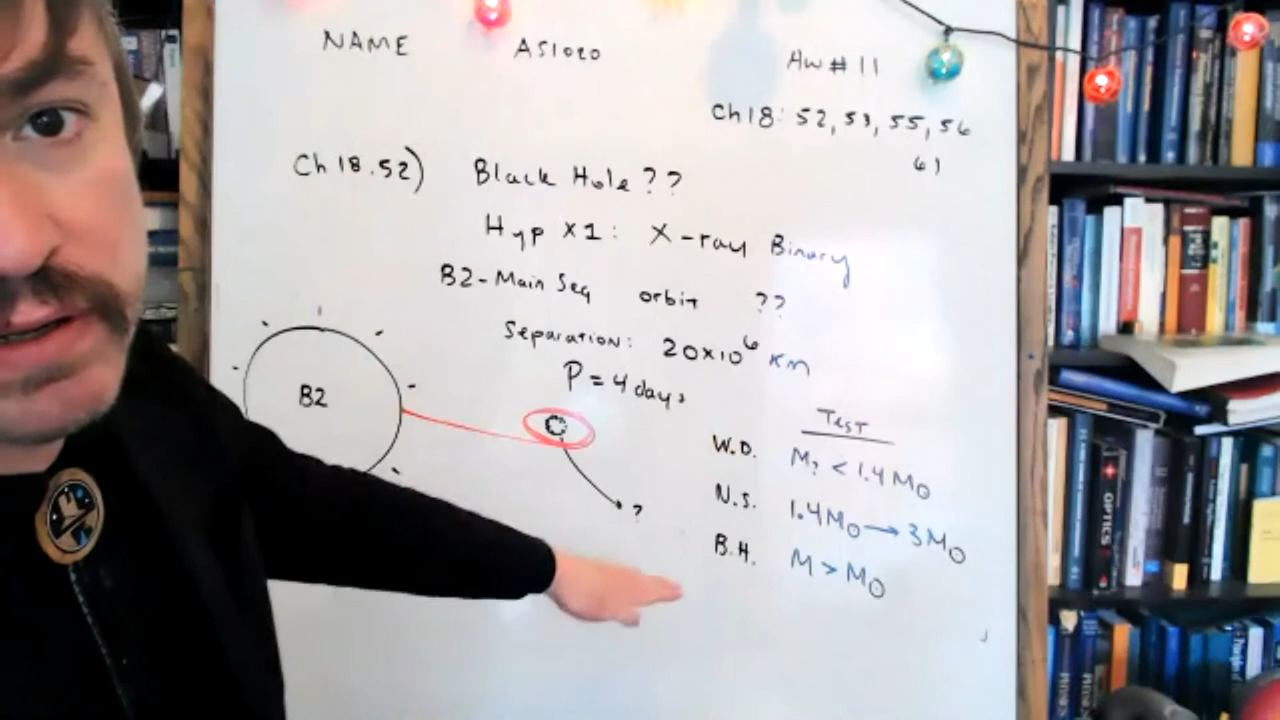 NAME AS1020 HW#11
Ch18: 52, 53, 55, 56
61
Ch 18.52) Black Hole??
Hyp x1: X-ray Binary
B2-Main Seq orbit ??
Separation: 20x10⁶ KM
P = 4 days
B2
?
Test
W.D. M? < 1.4 M⊙
N.S. 1.4M⊙ → 3M⊙
B.H. M > M⊙
OPTICS